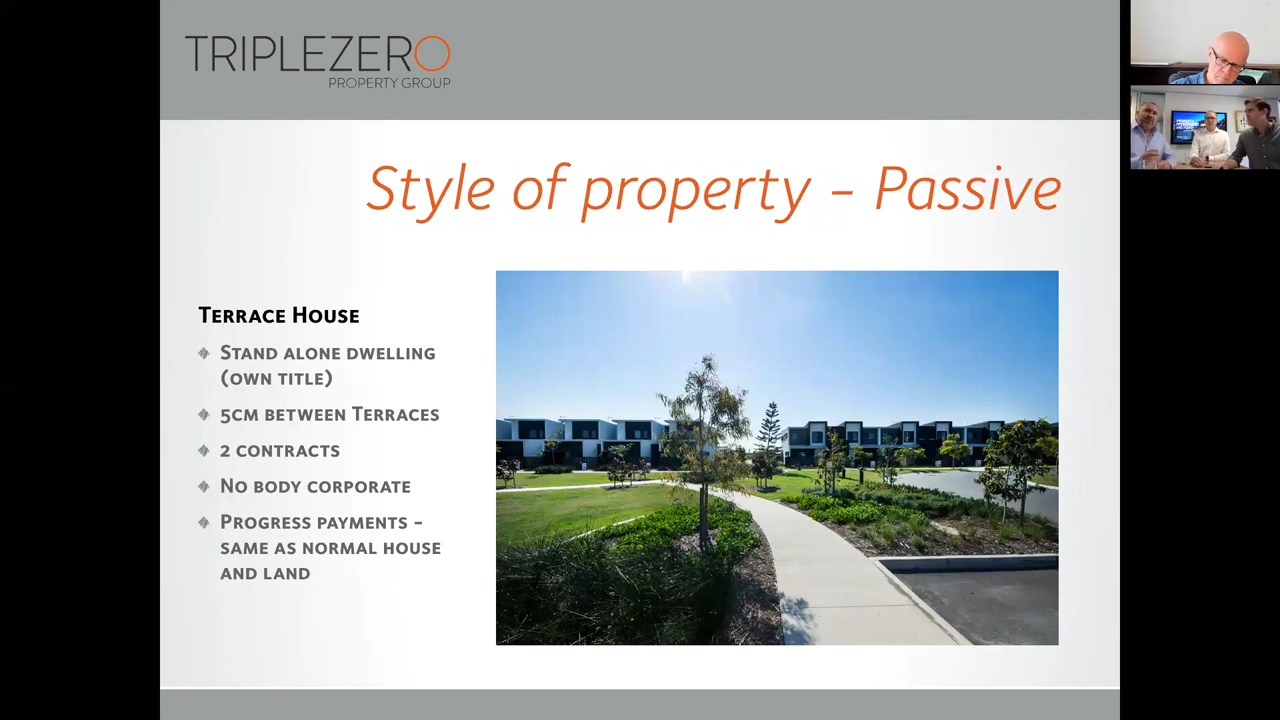 TRIPLEZERO
PROPERTY GROUP
Style of property - Passive
TERRACE HOUSE
STAND ALONE DWELLING
(OWN TITLE)
5CM BETWEEN TERRACES
2 CONTRACTS
NO BODY CORPORATE
PROGRESS PAYMENTS -
SAME AS NORMAL HOUSE
AND LAND